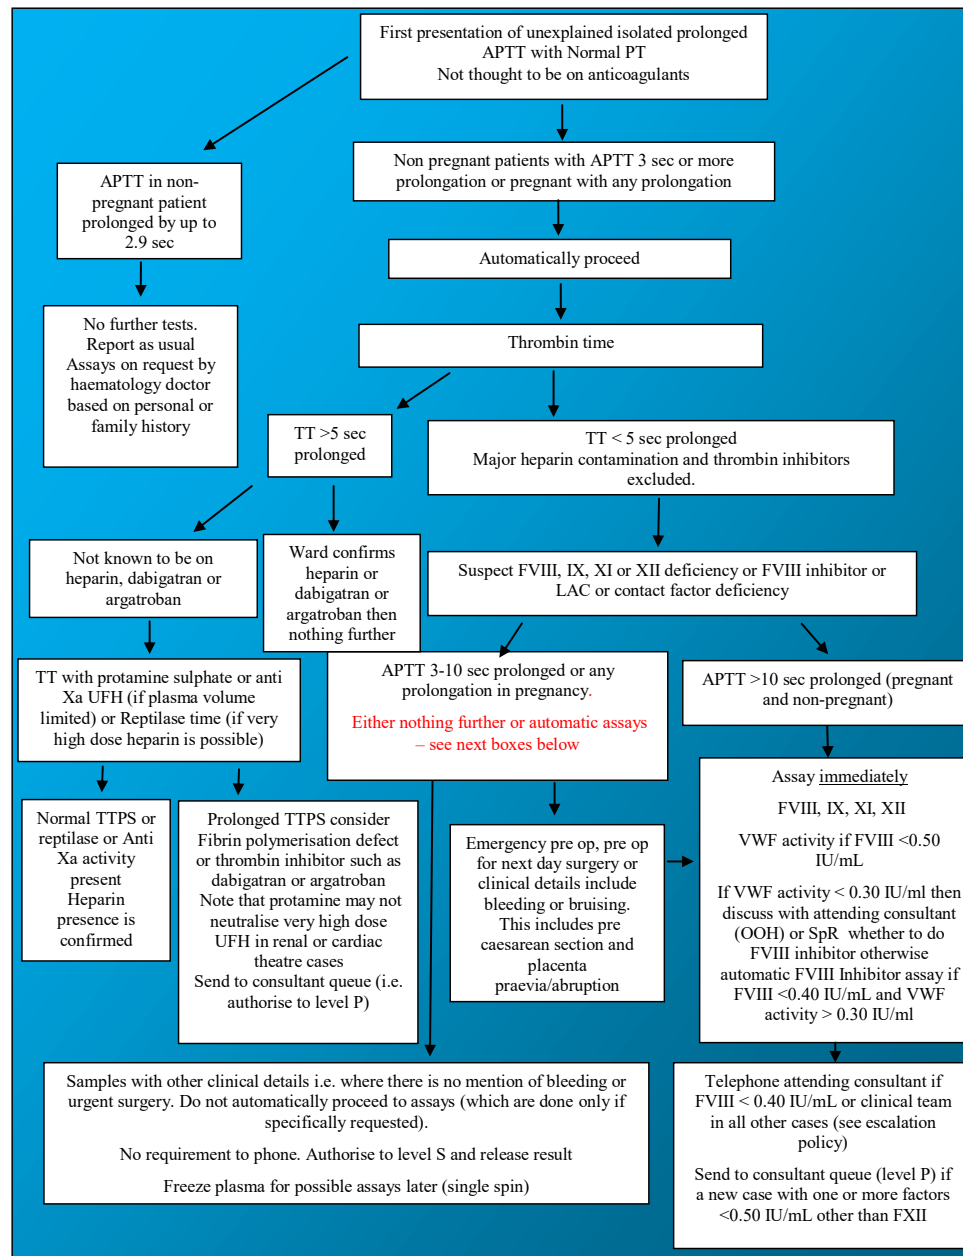 First presentation of unexplained isolated prolonged
APTT with Normal PT
Not thought to be on anticoagulants
Non pregnant patients with APTT 3 sec or more
prolongation or pregnant with any prolongation
APTT in non-
pregnant patient
prolonged by up to
2.9 sec
Automatically proceed
No further tests.
Report as usual
Assays on request by
haematology doctor
based on personal or
family history
Thrombin time
TT >5 sec
prolonged
TT < 5 sec prolonged
Major heparin contamination and thrombin inhibitors
excluded.
Not known to be on
heparin, dabigatran or
argatroban
Ward confirms
heparin or
dabigatran or
argatroban then
nothing further
Suspect FVIII, IX, XI or XII deficiency or FVIII inhibitor or
LAC or contact factor deficiency
TT with protamine sulphate or anti
Xa UFH (if plasma volume
limited) or Reptilase time (if very
high dose heparin is possible)
APTT 3-10 sec prolonged or any
prolongation in pregnancy.
Either nothing further or automatic assays
– see next boxes below
APTT >10 sec prolonged (pregnant
and non-pregnant)
Normal TTPS or
reptilase or Anti
Xa activity
present
Heparin
presence is
confirmed
Prolonged TTPS consider
Fibrin polymerisation defect
or thrombin inhibitor such as
dabigatran or argatroban
Note that protamine may not
neutralise very high dose
UFH in renal or cardiac
theatre cases
Send to consultant queue (i.e.
authorise to level P)
Emergency pre op, pre op
for next day surgery or
clinical details include
bleeding or bruising.
This includes pre
caesarean section and
placenta
praevia/abruption
Assay immediately
FVIII, IX, XI, XII
VWF activity if FVIII <0.50
IU/mL
If VWF activity < 0.30 IU/ml then
discuss with attending consultant
(OOH) or SpR whether to do
FVIII inhibitor otherwise
automatic FVIII Inhibitor assay if
FVIII <0.40 IU/mL and VWF
activity > 0.30 IU/ml
Samples with other clinical details i.e. where there is no mention of bleeding or
urgent surgery. Do not automatically proceed to assays (which are done only if
specifically requested).
No requirement to phone. Authorise to level S and release result
Freeze plasma for possible assays later (single spin)
Telephone attending consultant if
FVIII < 0.40 IU/mL or clinical team
in all other cases (see escalation
policy)
Send to consultant queue (level P) if
a new case with one or more factors
<0.50 IU/mL other than FXII